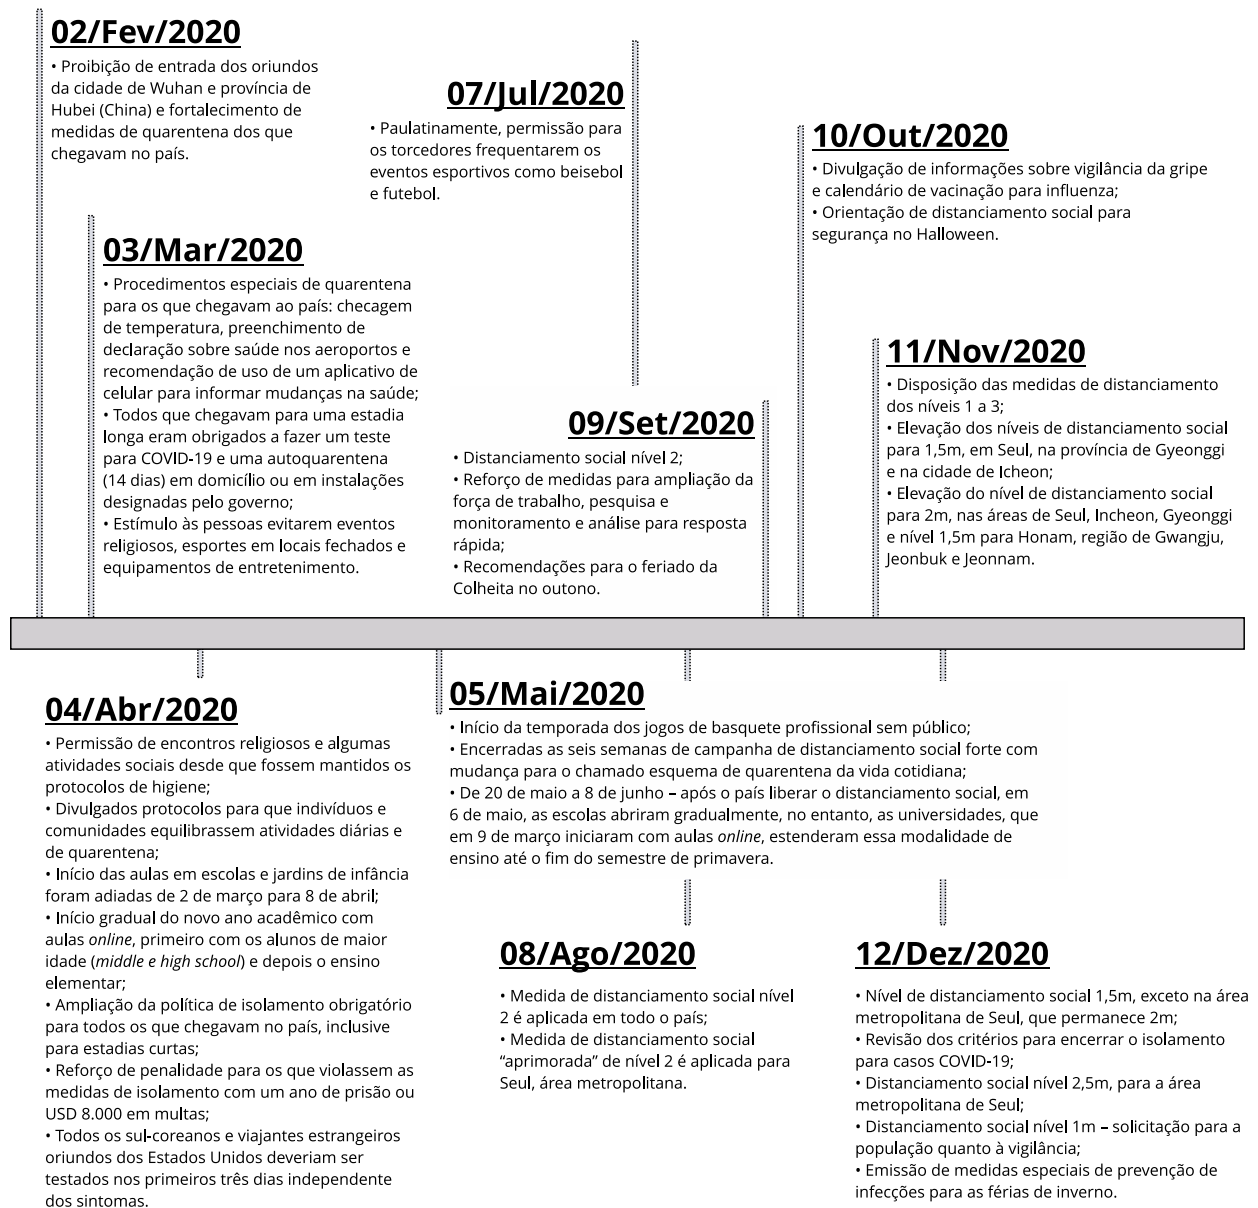 02/Fev/2020
• Proibição de entrada dos oriundos
da cidade de Wuhan e província de
Hubei (China) e fortalecimento de
medidas de quarentena dos que
chegavam no país.
03/Mar/2020
• Procedimentos especiais de quarentena
para os que chegavam ao país: checagem
de temperatura, preenchimento de
declaração sobre saúde nos aeroportos e
recomendação de uso de um aplicativo de
celular para informar mudanças na saúde;
• Todos que chegavam para uma estadia
longa eram obrigados a fazer um teste
para COVID-19 e uma autoquarentena
(14 dias) em domicílio ou em instalações
designadas pelo governo;
• Estímulo às pessoas evitarem eventos
religiosos, esportes em locais fechados e
equipamentos de entretenimento.
04/Abr/2020
• Permissão de encontros religiosos e algumas
atividades sociais desde que fossem mantidos os
protocolos de higiene;
• Divulgados protocolos para que indivíduos e
comunidades equilibrassem atividades diárias e
de quarentena;
• Início das aulas em escolas e jardins de infância
foram adiadas de 2 de março para 8 de abril;
• Início gradual do novo ano acadêmico com
aulas online, primeiro com os alunos de maior
idade (middle e high school) e depois o ensino
elementar;
• Ampliação da política de isolamento obrigatório
para todos os que chegavam no país, inclusive
para estadias curtas;
• Reforço de penalidade para os que violassem as
medidas de isolamento com um ano de prisão ou
USD 8.000 em multas;
• Todos os sul-coreanos e viajantes estrangeiros
oriundos dos Estados Unidos deveriam ser
testados nos primeiros três dias independente
dos sintomas.
05/Mai/2020
• Início da temporada dos jogos de basquete profissional sem público;
• Encerradas as seis semanas de campanha de distanciamento social forte com
mudança para o chamado esquema de quarentena da vida cotidiana;
• De 20 de maio a 8 de junho – após o país liberar o distanciamento social, em
6 de maio, as escolas abriram gradualmente, no entanto, as universidades, que
em 9 de março iniciaram com aulas online, estenderam essa modalidade de
ensino até o fim do semestre de primavera.
07/Jul/2020
• Paulatinamente, permissão para
os torcedores frequentarem os
eventos esportivos como beisebol
e futebol.
08/Ago/2020
• Medida de distanciamento social nível
2 é aplicada em todo o país;
• Medida de distanciamento social
“aprimorada” de nível 2 é aplicada para
Seul, área metropolitana.
09/Set/2020
• Distanciamento social nível 2;
• Reforço de medidas para ampliação da
força de trabalho, pesquisa e
monitoramento e análise para resposta
rápida;
• Recomendações para o feriado da
Colheita no outono.
10/Out/2020
• Divulgação de informações sobre vigilância da gripe
e calendário de vacinação para influenza;
• Orientação de distanciamento social para
segurança no Halloween.
11/Nov/2020
• Disposição das medidas de distanciamento
dos níveis 1 a 3;
• Elevação dos níveis de distanciamento social
para 1,5m, em Seul, na província de Gyeonggi
e na cidade de Icheon;
• Elevação do nível de distanciamento social
para 2m, nas áreas de Seul, Incheon, Gyeonggi
e nível 1,5m para Honam, região de Gwangju,
Jeonbuk e Jeonnam.
12/Dez/2020
• Nível de distanciamento social 1,5m, exceto na área
metropolitana de Seul, que permanece 2m;
• Revisão dos critérios para encerrar o isolamento
para casos COVID-19;
• Distanciamento social nível 2,5m, para a área
metropolitana de Seul;
• Distanciamento social nível 1m – solicitação para a
população quanto à vigilância;
• Emissão de medidas especiais de prevenção de
infecções para as férias de inverno.